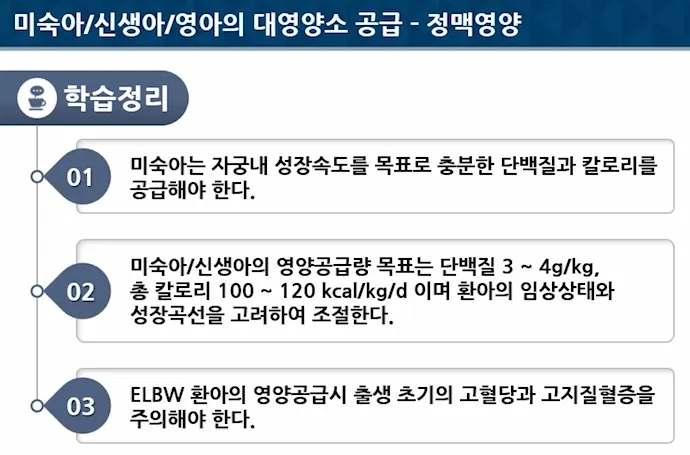 미숙아/신생아/영아의 대영양소 공급 - 정맥영양
학습정리
01
미숙아는 자궁내 성장속도를 목표로 충분한 단백질과 칼로리를
공급해야 한다.
02
미숙아/신생아의 영양공급량 목표는 단백질 3 ~ 4g/kg,
총 칼로리 100 ~ 120 kcal/kg/d 이며 환아의 임상상태와
성장곡선을 고려하여 조절한다.
03
ELBW 환아의 영양공급시 출생 초기의 고혈당과 고지질혈증을
주의해야 한다.